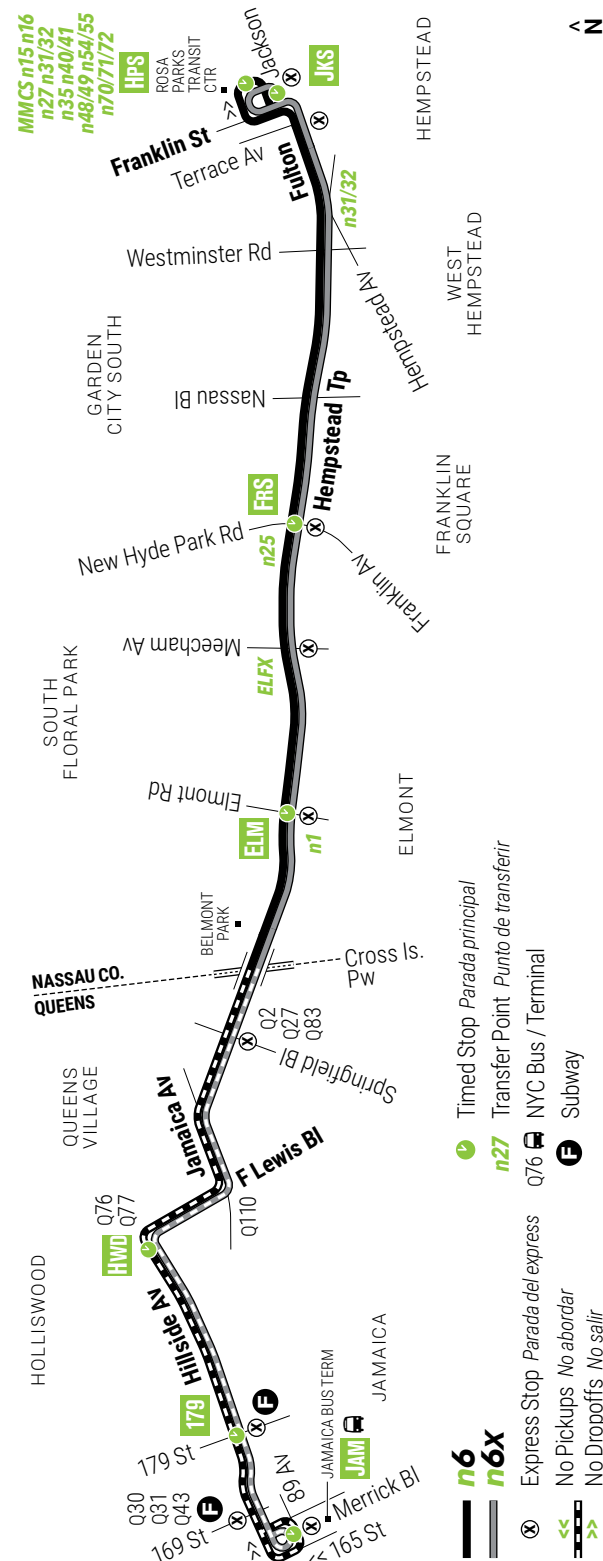 MMCS n15 n16
n27 n31/32
n35 n40/41
n48/49 n54/55
n70/71/72
HPS
ROSA
PARKS
TRANSIT
CTR
Jackson
JKS
HEMPSTEAD
^
N
Franklin St
Terrace Av
Fulton
n31/32
Westminster Rd
WEST
HEMPSTEAD
Hempstead Av
GARDEN
CITY SOUTH
Nassau Bl
Hempstead Tp
FRS
New Hyde Park Rd
n25
Franklin Av
FRANKLIN
SQUARE
Meecham Av
ELFX
SOUTH
FLORAL PARK
Elmont Rd
ELM
n1
ELMONT
BELMONT
PARK
NASSAU CO.
QUEENS
Cross Is.
Pw
Springfield Bl
Q2
Q27
Q83
QUEENS
VILLAGE
Jamaica Av
F Lewis Bl
Q110
Q76
Q77
HWD
HOLLISWOOD
Hillside Av
179
179 St
F
Q30
Q31
Q43
F
169 St
89 Av
JAMAICA BUS TERM
JAM
JAMAICA
Merrick Bl
165 St
n6
n6X
X Express Stop Parada del express
<< No Pickups No abordar
>> No Dropoffs No salir
Timed Stop Parada principal
n27 Transfer Point Punto de transferir
Q76 NYC Bus / Terminal
F Subway